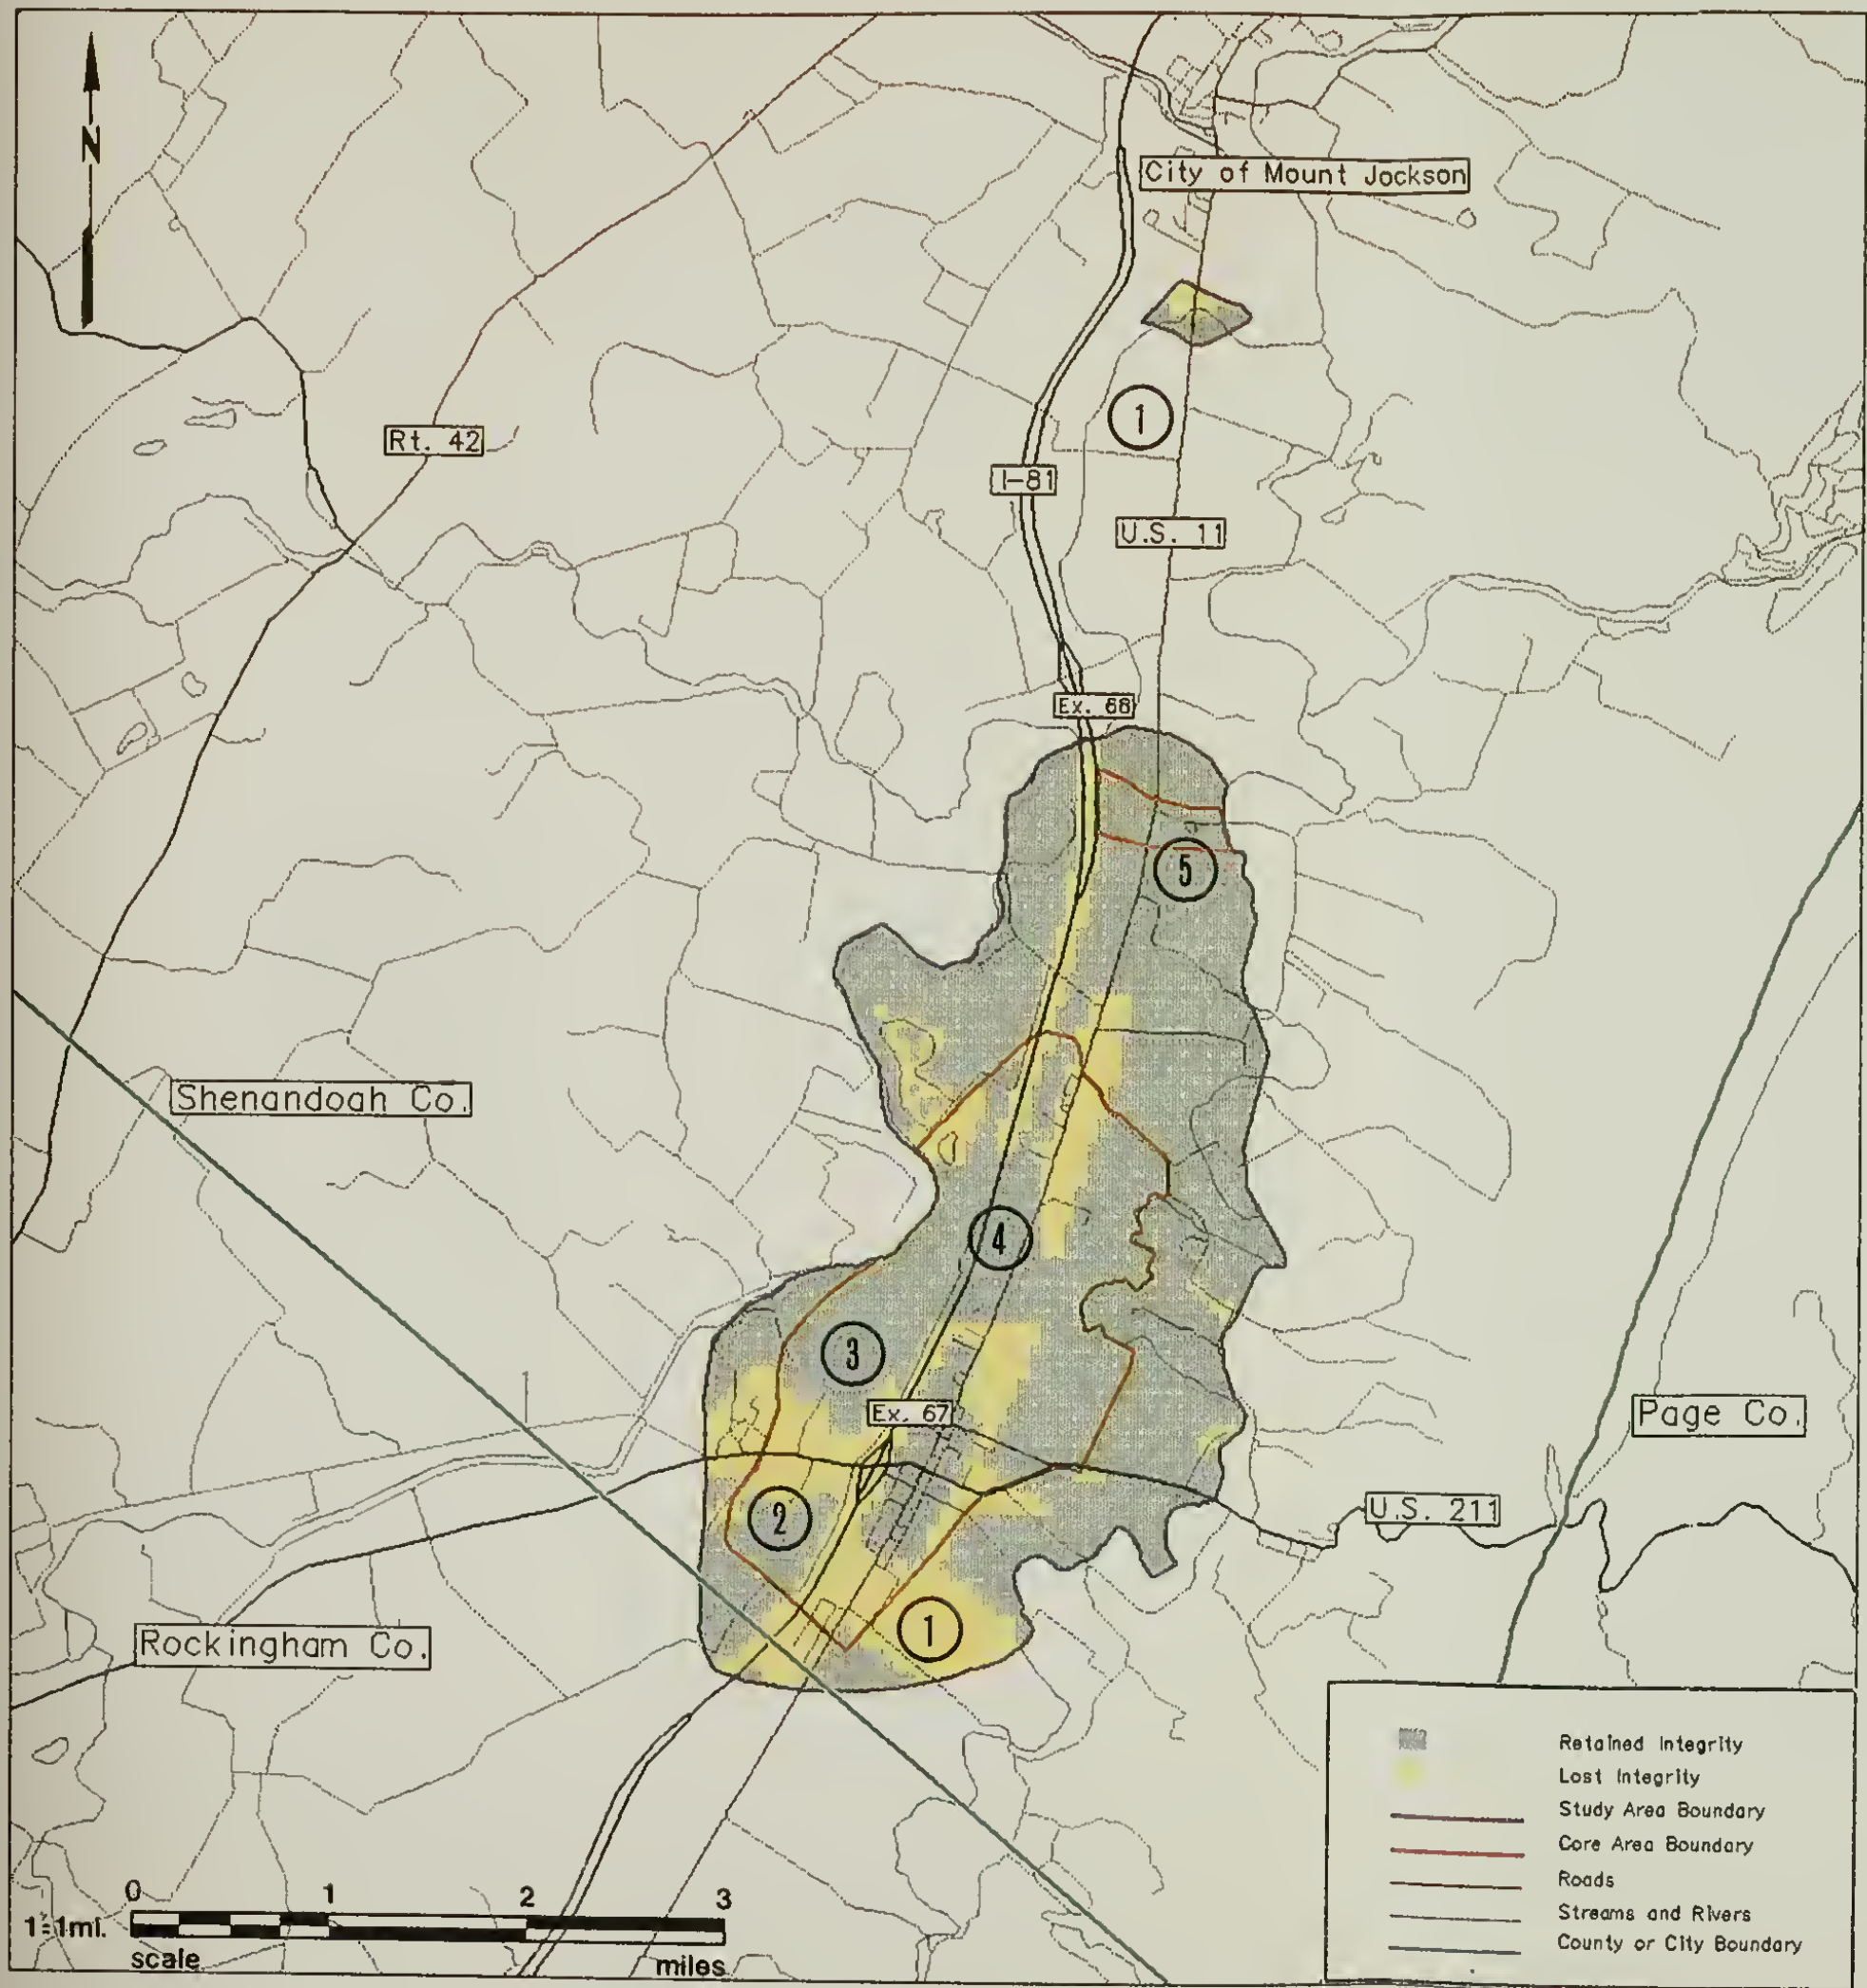 N
City of Mount Jockson
1
Rt. 42
I-81
U.S. 11
Ex. 68
5
Shenandoah Co.
4
3
Ex. 67
Page Co.
2
U.S. 211
1
Rockingham Co.
Retained Integrity
Lost Integrity
Study Area Boundary
Core Area Boundary
Roads
Streams and Rivers
County or City Boundary
0 1 2 3
1"=1mi.
scale miles